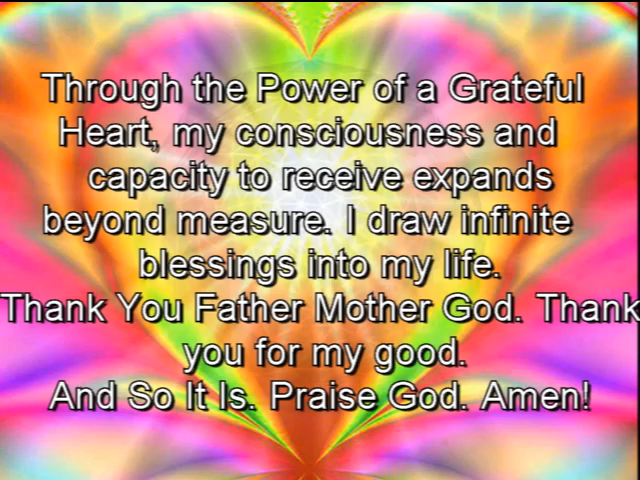 Through the Power of a Grateful
Heart, my consciousness and
capacity to receive expands
beyond measure. I draw infinite
blessings into my life.
Thank You Father Mother God. Thank
you for my good.
And So It Is. Praise God. Amen!